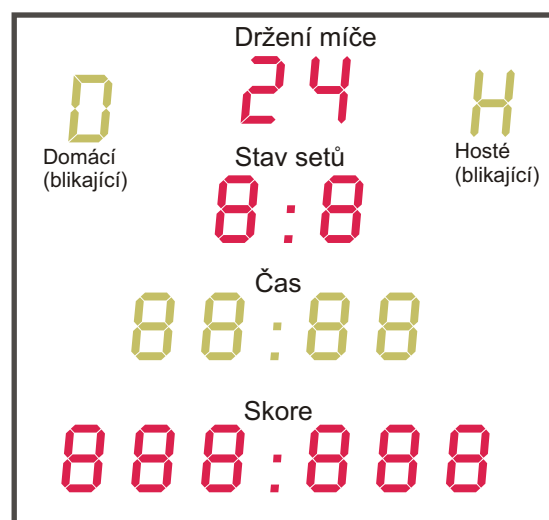 Držení míče
D 24 H
Domácí
(blikající)
Hosté
(blikající)
Stav setů
8:8
Čas
88:88
Skore
888:888